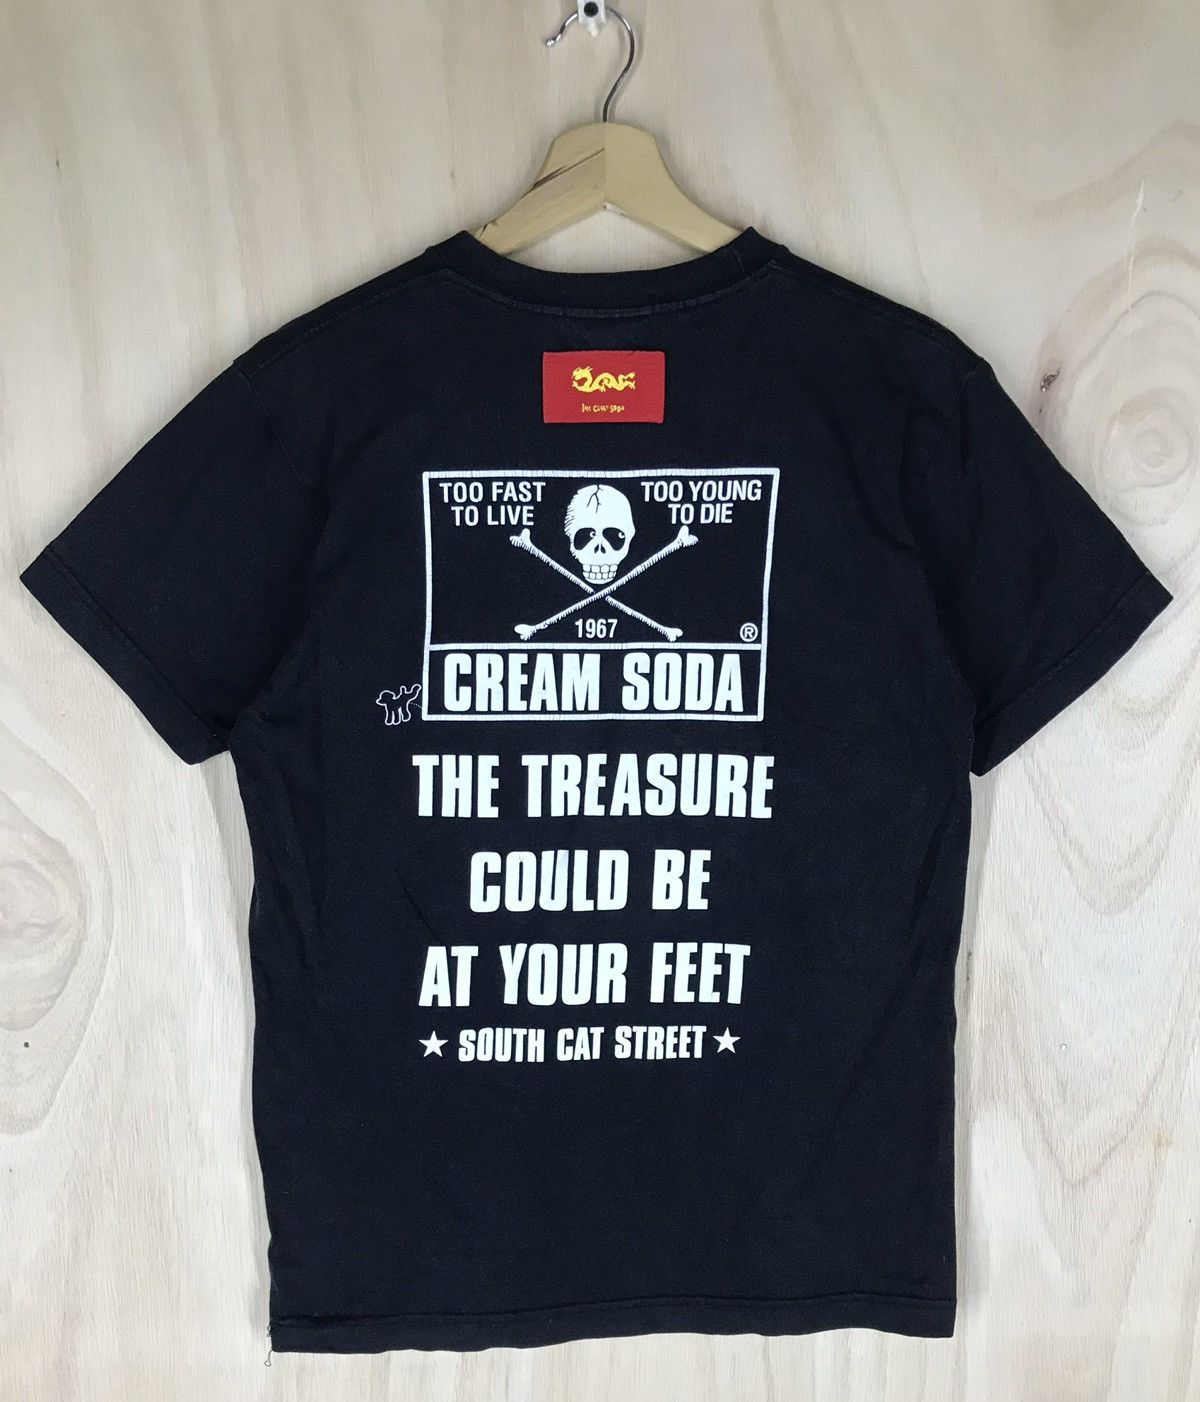 TOO FAST TOO YOUNG
TO LIVE TO DIE
1967
®
CREAM SODA
THE TREASURE
COULD BE
AT YOUR FEET
★ SOUTH CAT STREET ★